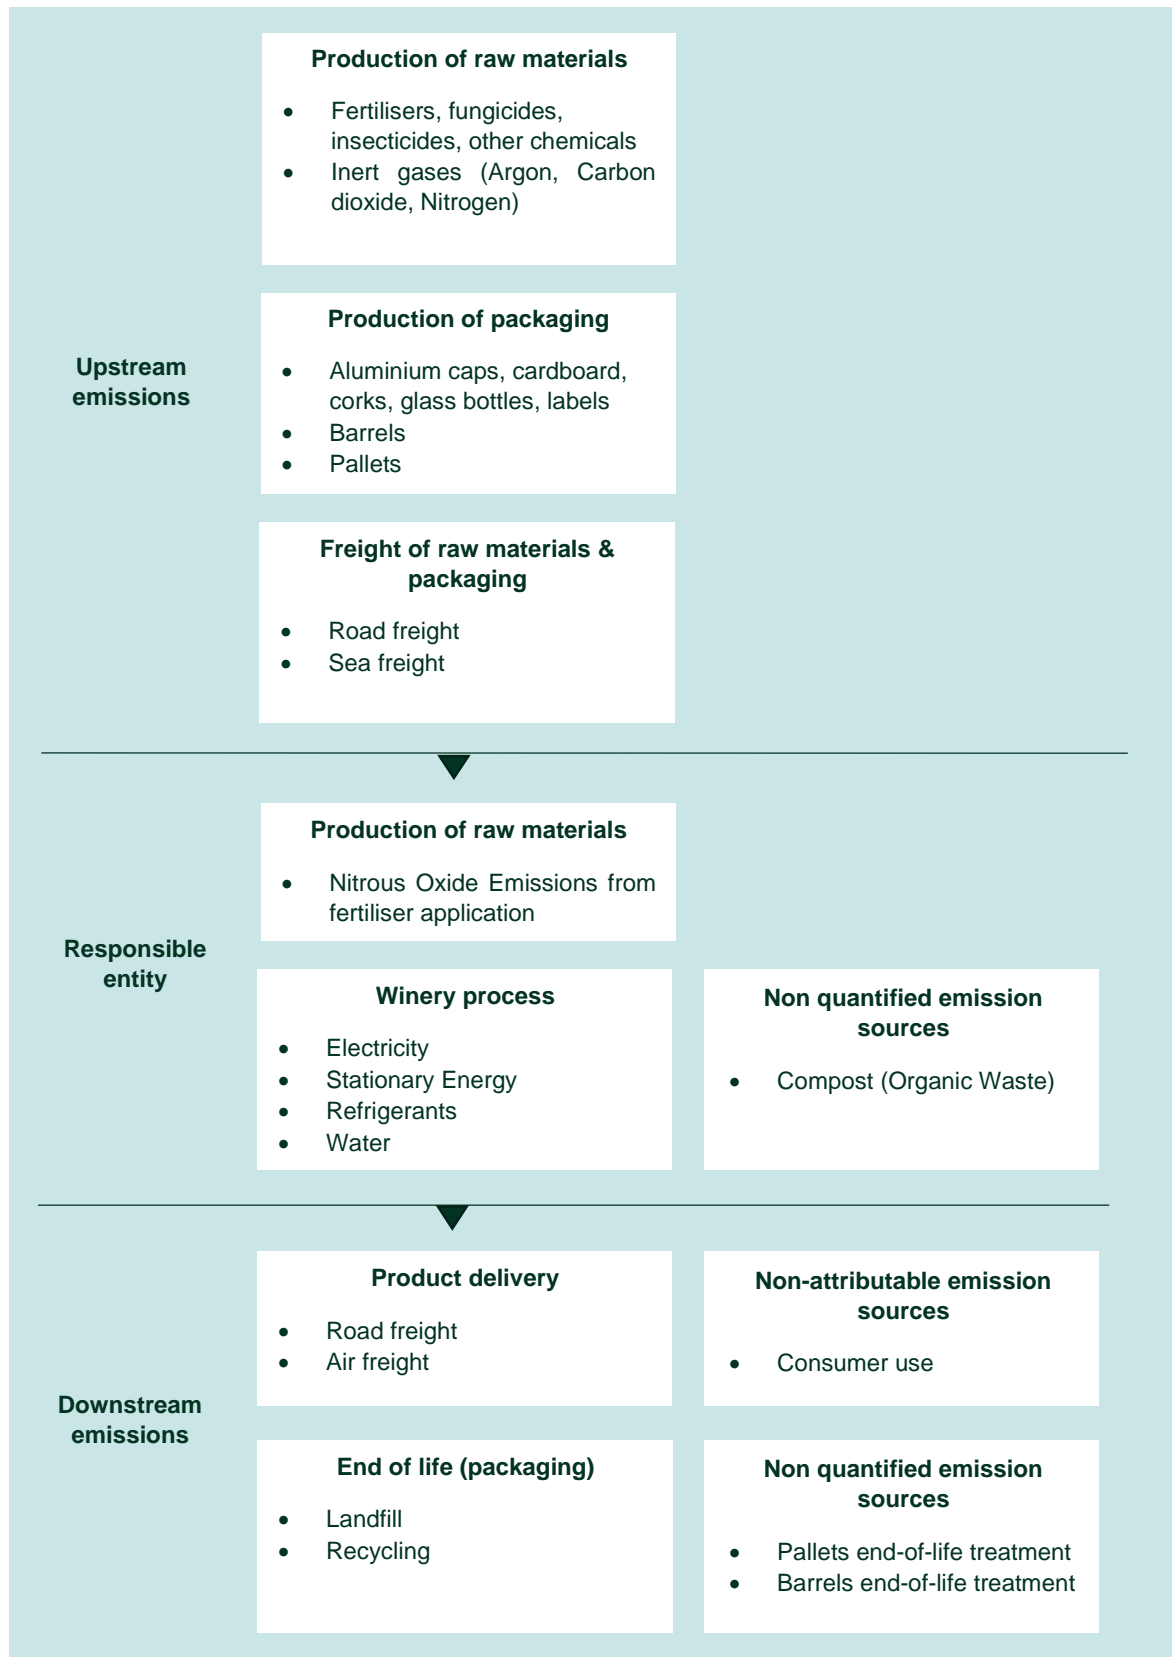 Production of raw materials
• Fertilisers, fungicides,
insecticides, other chemicals
• Inert gases (Argon, Carbon
dioxide, Nitrogen)
Upstream
emissions
Production of packaging
• Aluminium caps, cardboard,
corks, glass bottles, labels
• Barrels
• Pallets
Freight of raw materials &
packaging
• Road freight
• Sea freight
Responsible
entity
Production of raw materials
• Nitrous Oxide Emissions from
fertiliser application
Winery process
• Electricity
• Stationary Energy
• Refrigerants
• Water
Non quantified emission
sources
• Compost (Organic Waste)
Downstream
emissions
Product delivery
• Road freight
• Air freight
Non-attributable emission
sources
• Consumer use
End of life (packaging)
• Landfill
• Recycling
Non quantified emission
sources
• Pallets end-of-life treatment
• Barrels end-of-life treatment